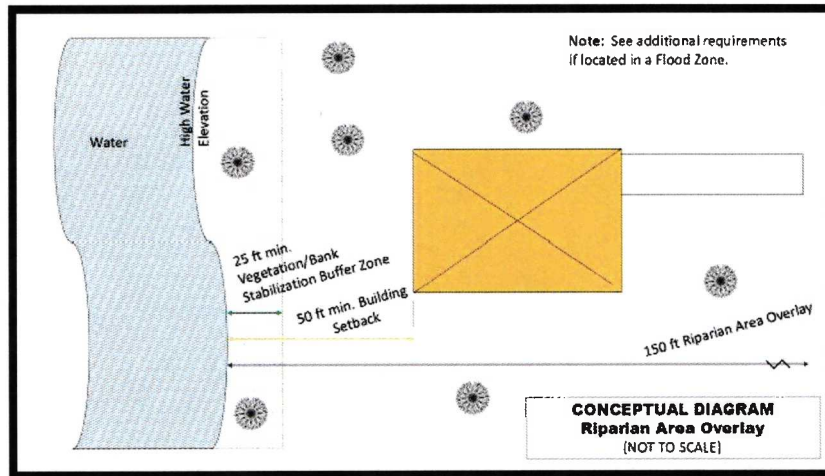 Note: See additional requirements
if located in a Flood Zone.
High Water
Elevation
Water
25 ft min.
Vegetation/Bank
Stabilization Buffer Zone
50 ft min. Building
Setback
150 ft Riparian Area Overlay
CONCEPTUAL DIAGRAM
Riparian Area Overlay
(NOT TO SCALE)